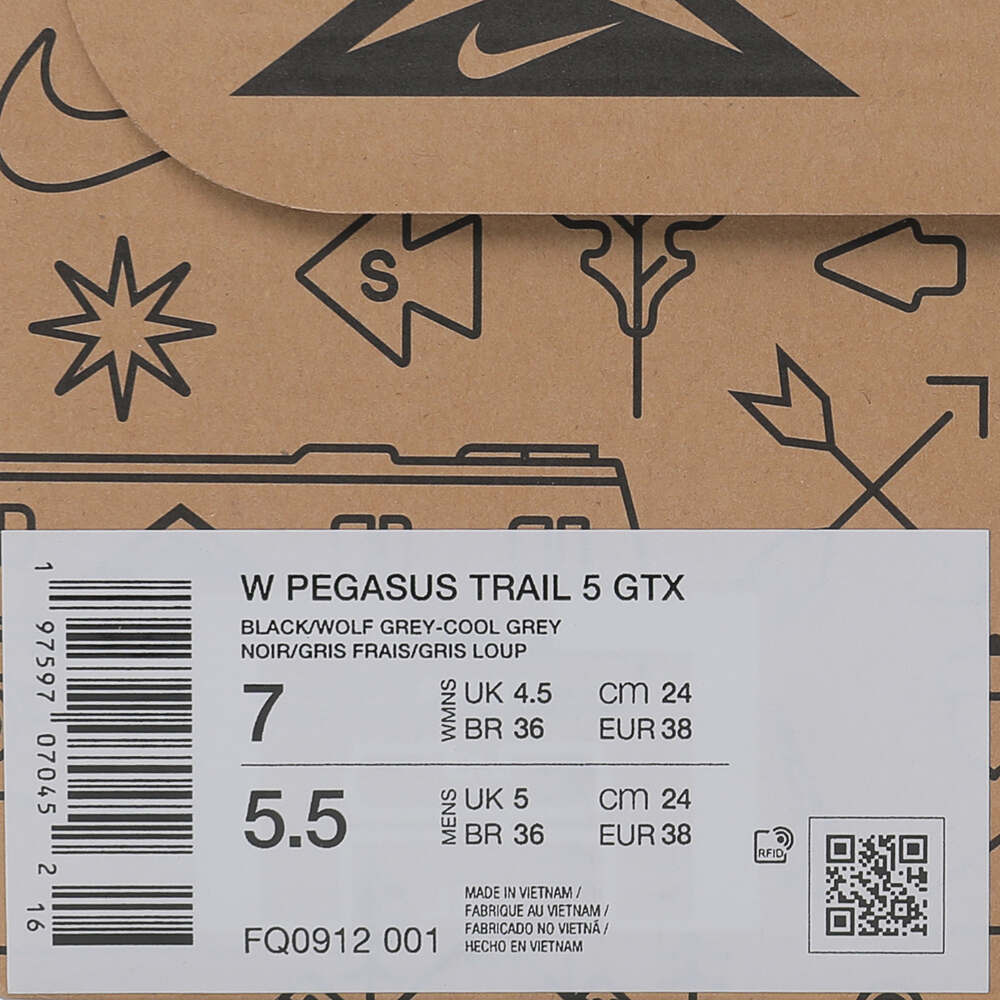 S
W PEGASUS TRAIL 5 GTX
BLACK/WOLF GREY-COOL GREY
NOIR/GRIS FRAIS/GRIS LOUP
7 WMNS UK 4.5 cm 24
BR 36 EUR 38
5.5 MENS UK 5 cm 24
BR 36 EUR 38
RFID
MADE IN VIETNAM /
FABRIQUE AU VIETNAM /
FABRICADO NO VIETNÃ /
HECHO EN VIETNAM
FQ0912 001
1 97597 07045 2 16